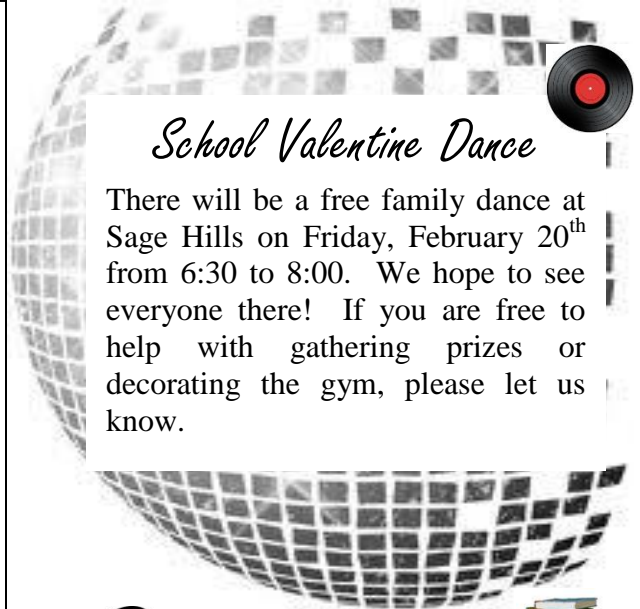 School Valentine Dance
There will be a free family dance at
Sage Hills on Friday, February 20th
from 6:30 to 8:00. We hope to see
everyone there! If you are free to
help with gathering prizes or
decorating the gym, please let us
know.